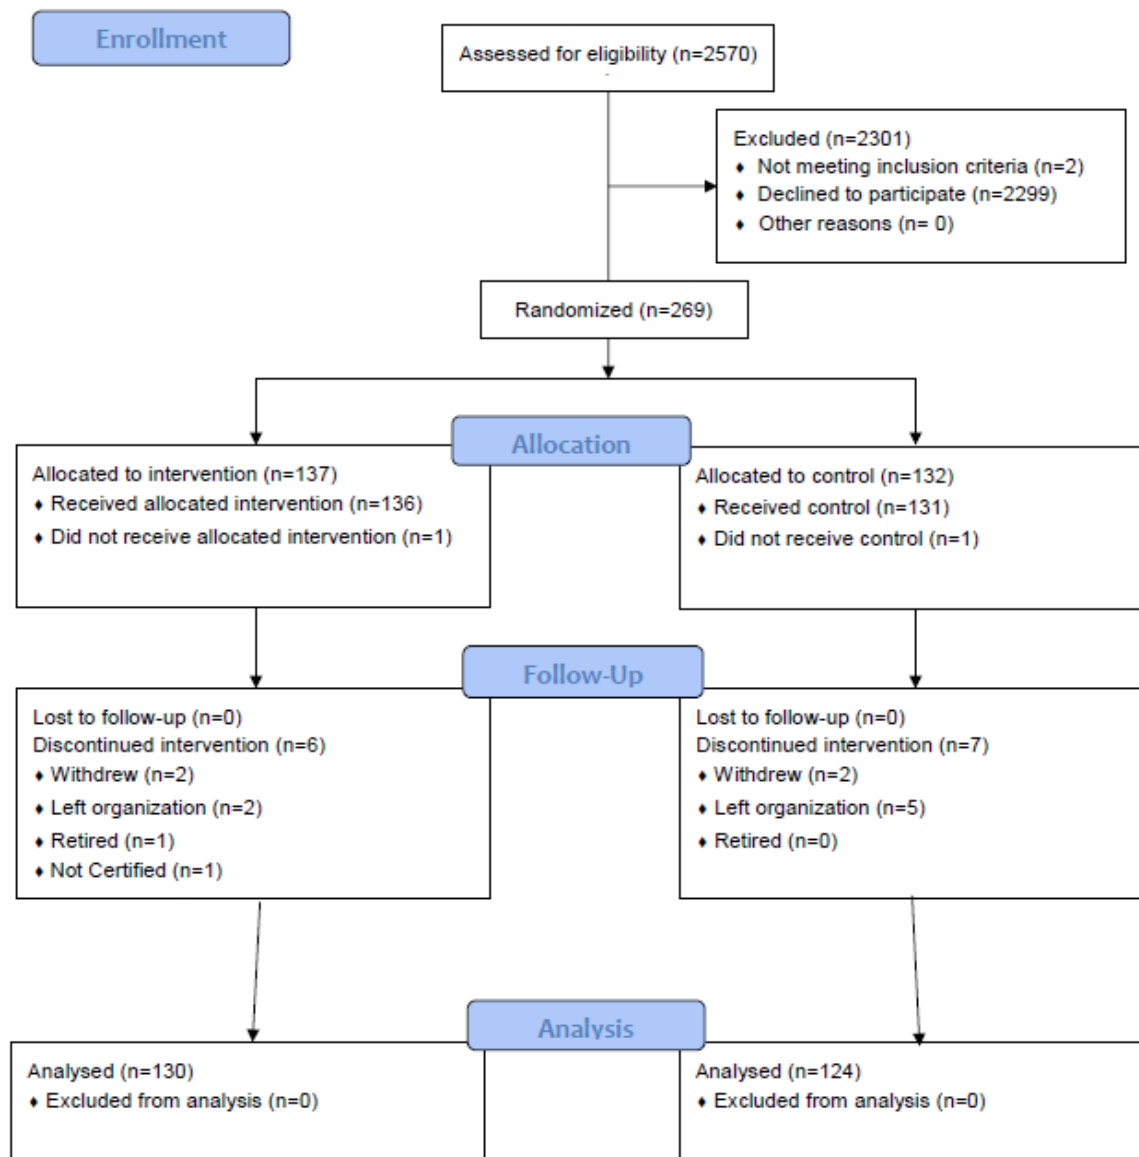 Enrollment
Assessed for eligibility (n=2570)
Excluded (n=2301)
♦ Not meeting inclusion criteria (n=2)
♦ Declined to participate (n=2299)
♦ Other reasons (n= 0)
Randomized (n=269)
Allocation
Allocated to intervention (n=137)
♦ Received allocated intervention (n=136)
♦ Did not receive allocated intervention (n=1)
Allocated to control (n=132)
♦ Received control (n=131)
♦ Did not receive control (n=1)
Follow-Up
Lost to follow-up (n=0)
Discontinued intervention (n=6)
♦ Withdrew (n=2)
♦ Left organization (n=2)
♦ Retired (n=1)
♦ Not Certified (n=1)
Lost to follow-up (n=0)
Discontinued intervention (n=7)
♦ Withdrew (n=2)
♦ Left organization (n=5)
♦ Retired (n=0)
Analysis
Analysed (n=130)
♦ Excluded from analysis (n=0)
Analysed (n=124)
♦ Excluded from analysis (n=0)